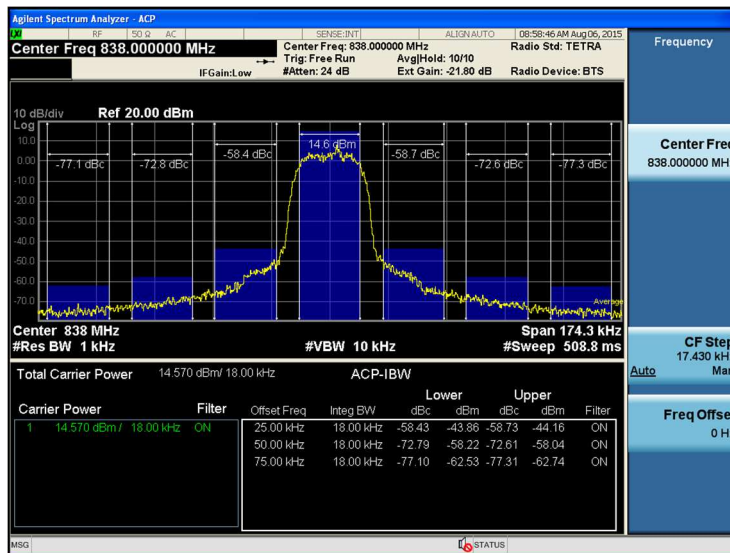 Agilent Spectrum Analyzer - ACP
LXI RF 50 Ω AC SENSE:INT ALIGN AUTO 08:58:46 AM Aug 06, 2015
Center Freq 838.000000 MHz
Center Freq: 838.000000 MHz Radio Std: TETRA
Trig: Free Run Avg|Hold: 10/10
IFGain:Low #Atten: 24 dB Ext Gain: -21.80 dB Radio Device: BTS
Frequency
10 dB/div Ref 20.00 dBm
Log
10.0
0.00
-10.0
-20.0
-30.0
-40.0
-50.0
-60.0
-70.0
-77.1 dBc -72.8 dBc -58.4 dBc 14.6 dBm -58.7 dBc -72.6 dBc -77.3 dBc
Average
Center 838 MHz Span 174.3 kHz
#Res BW 1 kHz #VBW 10 kHz #Sweep 508.8 ms
Center Freq
838.000000 MHz
CF Step
17.430 kHz
Auto Man
Freq Offset
0 H
Total Carrier Power 14.570 dBm/ 18.00 kHz ACP-IBW
Lower Upper
Carrier Power Filter Offset Freq Integ BW dBc dBm dBc dBm Filter
1 14.570 dBm / 18.00 kHz ON 25.00 kHz 18.00 kHz -58.43 -43.86 -58.73 -44.16 ON
50.00 kHz 18.00 kHz -72.79 -58.22 -72.61 -58.04 ON
75.00 kHz 18.00 kHz -77.10 -62.53 -77.31 -62.74 ON
MSG STATUS